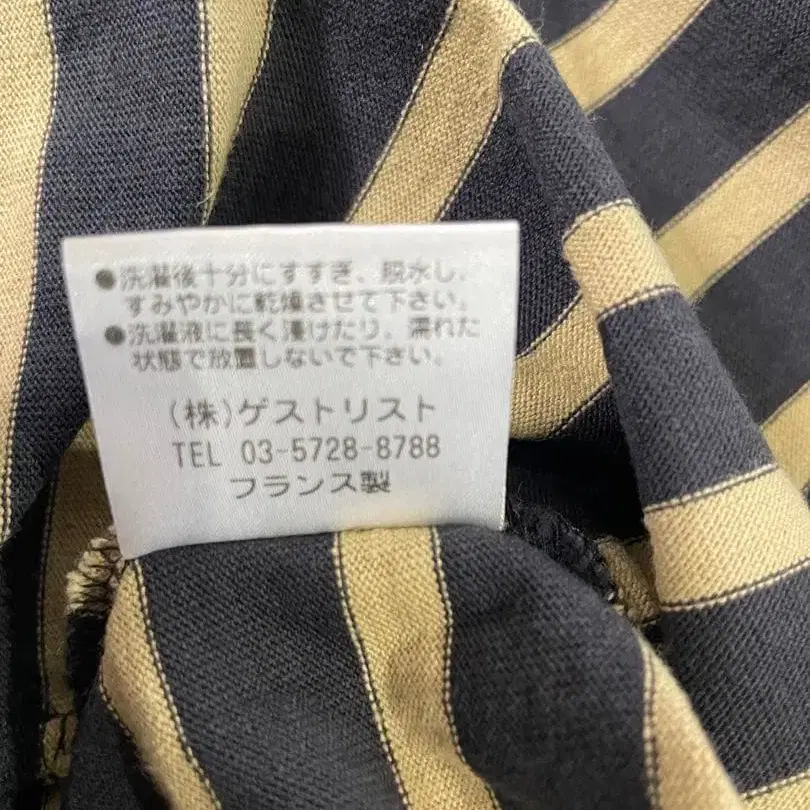 ●洗濯後十分にすすぎ、脱水し、
すみやかに乾燥させて下さい。
●洗濯液に長く浸けたり、濡れた
状態で放置しないで下さい。
(株)ゲストリスト
TEL 03-5728-8788
フランス製